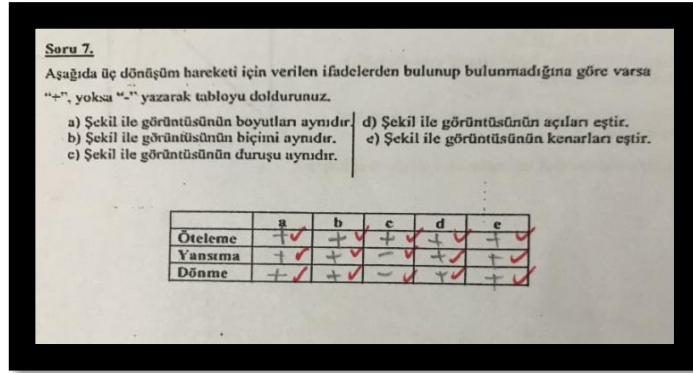 Soru 7.
Aşağıda üç dönüşüm hareketi için verilen ifadelerden bulunup bulunmadığına göre varsa
“+”, yoksa “-” yazarak tabloyu doldurunuz.
a) Şekil ile görüntüsünün boyutları aynıdır.
b) Şekil ile görüntüsünün biçimi aynıdır.
c) Şekil ile görüntüsünün duruşu aynıdır.
d) Şekil ile görüntüsünün açıları eştir.
e) Şekil ile görüntüsünün kenarları eştir.
a b c d e
Öteleme + + + + +
Yansıma + + - + +
Dönme + + - + +